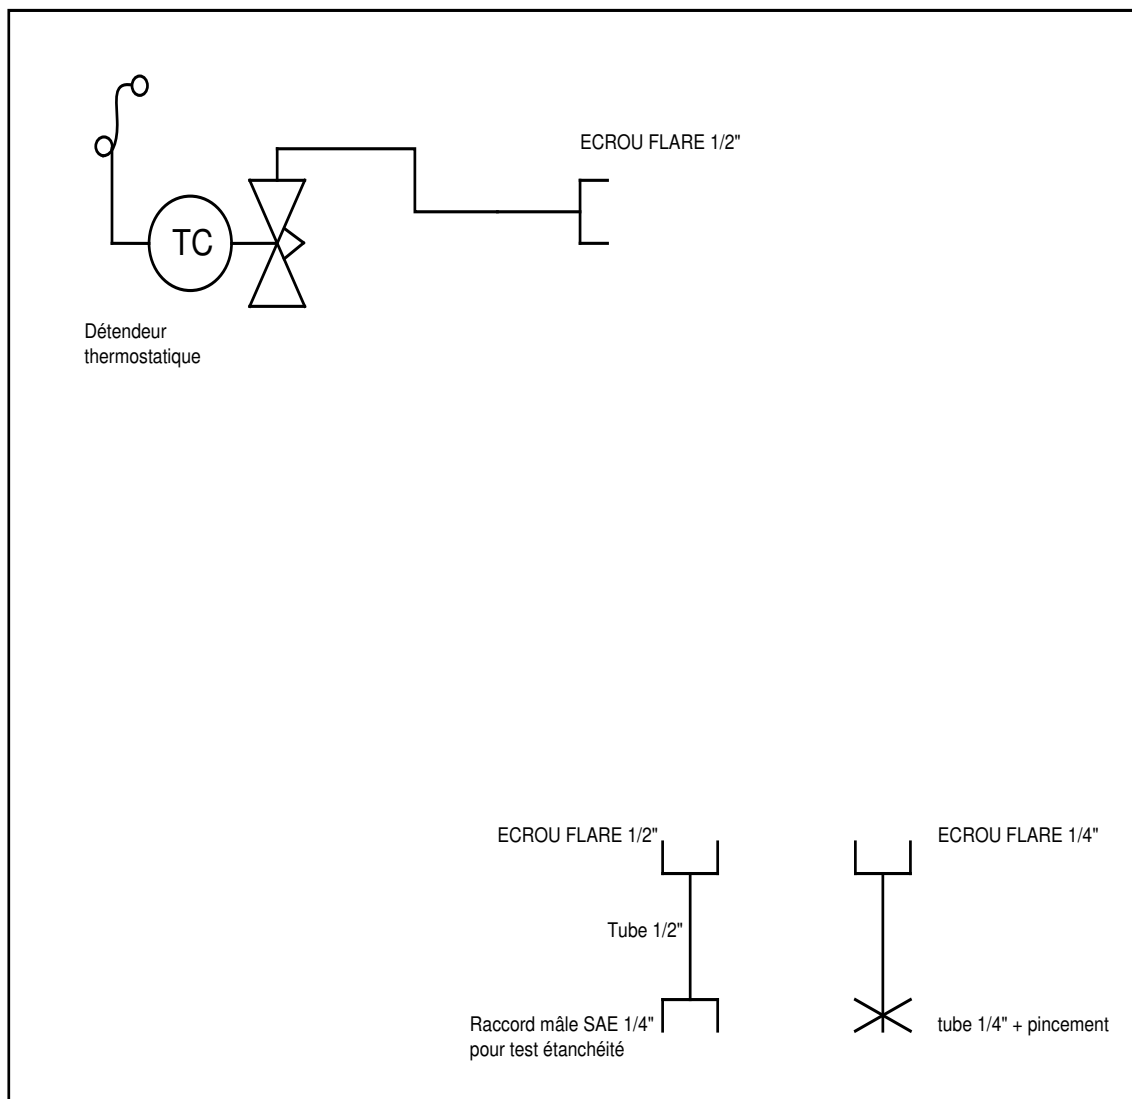 ECROU FLARE 1/2"
TC
Détendeur
thermostatique
ECROU FLARE 1/2"
ECROU FLARE 1/4"
Tube 1/2"
Raccord mâle SAE 1/4"
pour test étanchéité
tube 1/4" + pincement